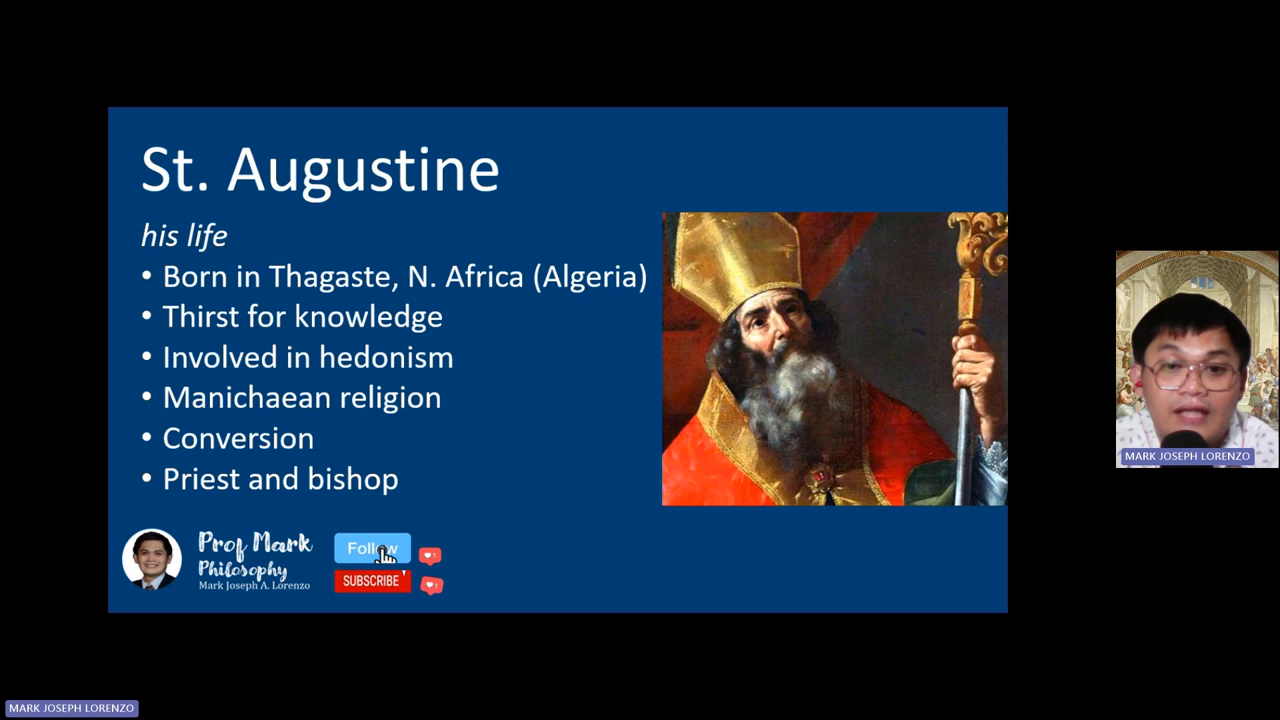 St. Augustine
his life
• Born in Thagaste, N. Africa (Algeria)
• Thirst for knowledge
• Involved in hedonism
• Manichaean religion
• Conversion
• Priest and bishop
Prof Mark
Philosophy
Mark Joseph A. Lorenzo
Follow
SUBSCRIBE
MARK JOSEPH LORENZO
MARK JOSEPH LORENZO